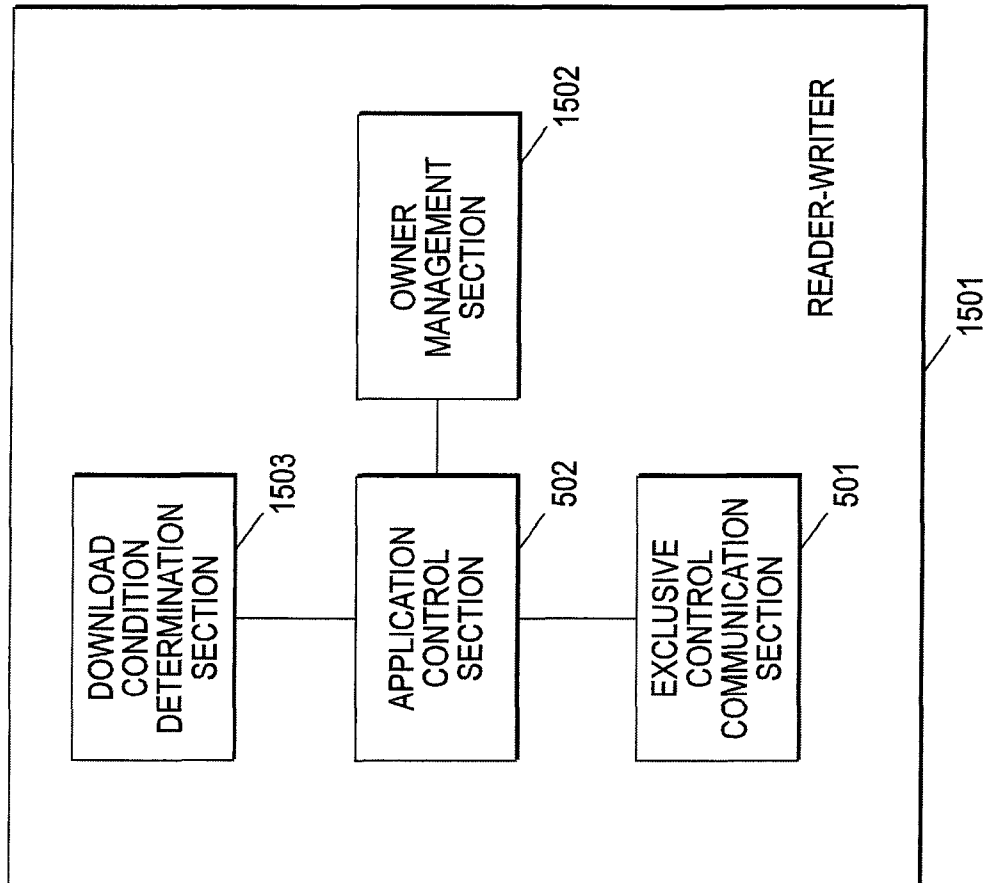 DOWNLOAD
CONDITION
DETERMINATION
SECTION
1503
APPLICATION
CONTROL
SECTION
502
EXCLUSIVE
CONTROL
COMMUNICATION
SECTION
501
OWNER
MANAGEMENT
SECTION
1502
READER-WRITER
1501